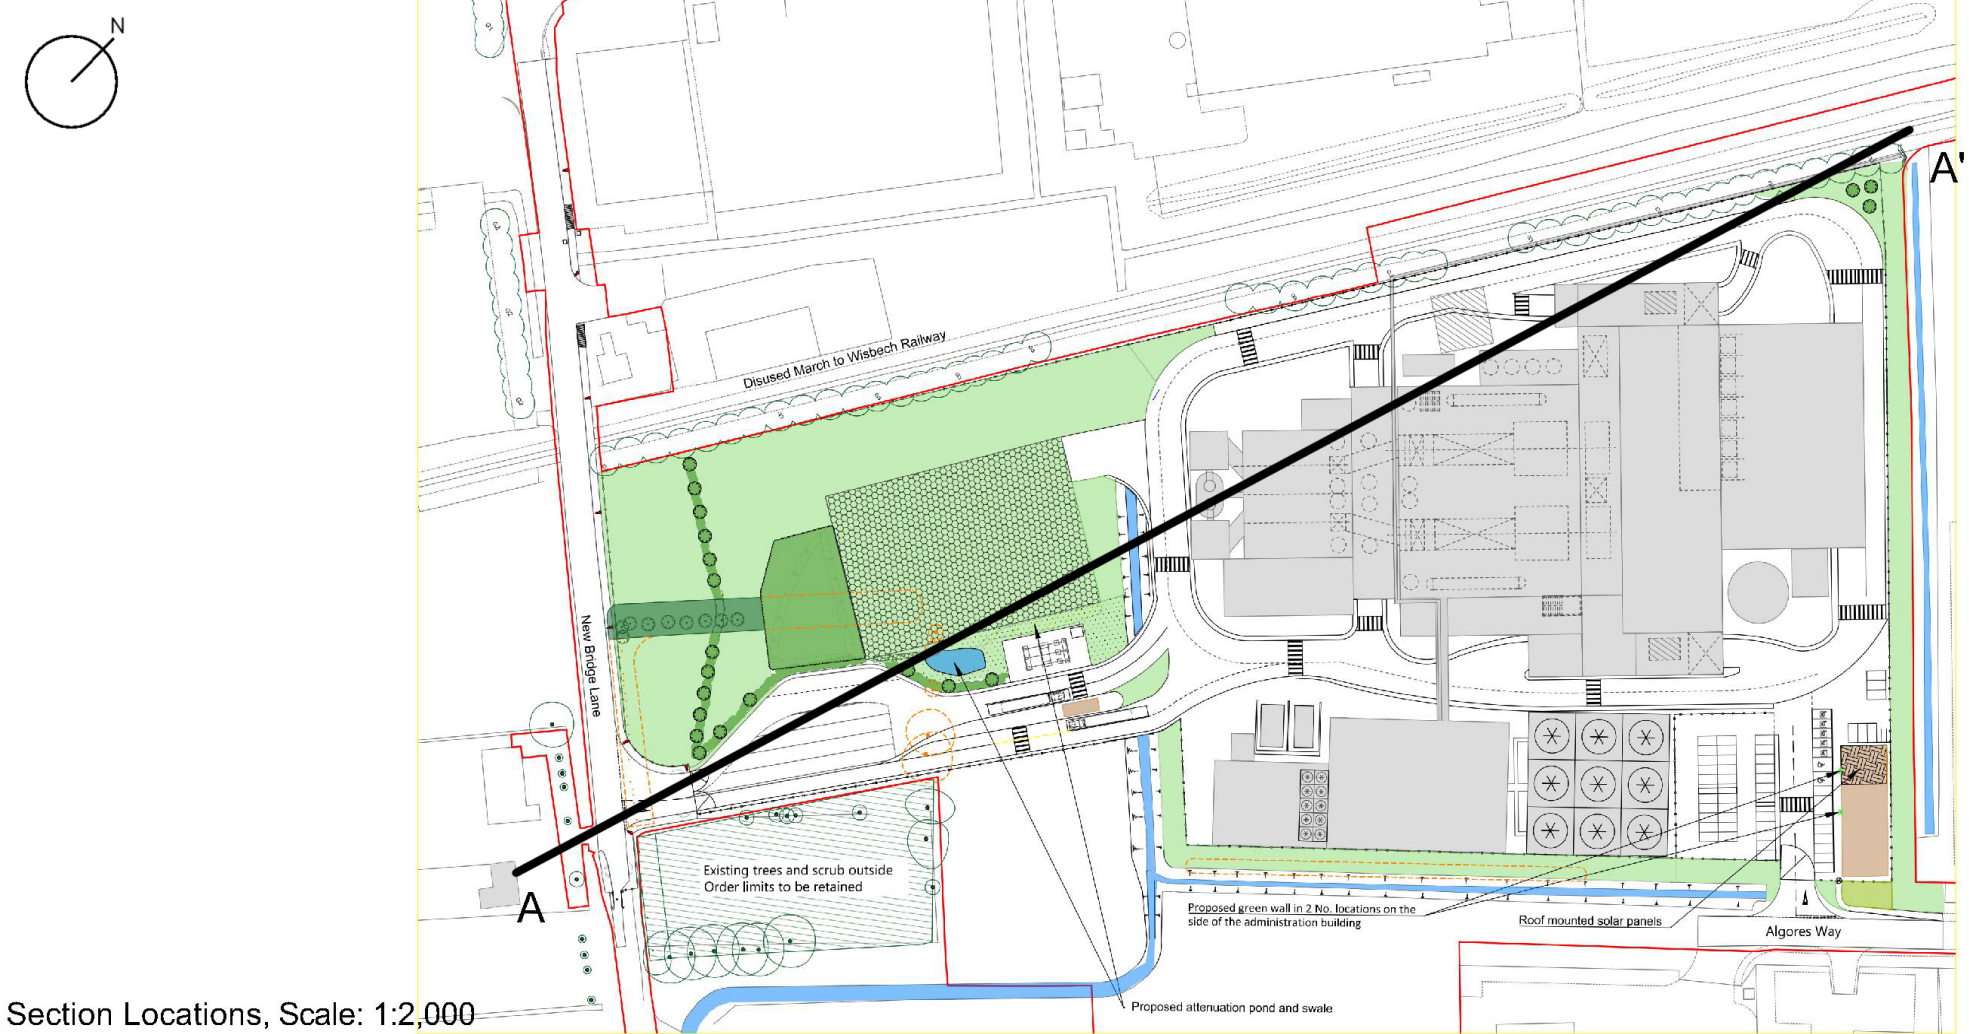 N
A'
Disused March to Wisbech Railway
New Bridge Lane
Existing trees and scrub outside
Order limits to be retained
A
Proposed green wall in 2 No. locations on the
side of the administration building
Roof mounted solar panels
Algores Way
Proposed attenuation pond and swale
Section Locations, Scale: 1:2,000